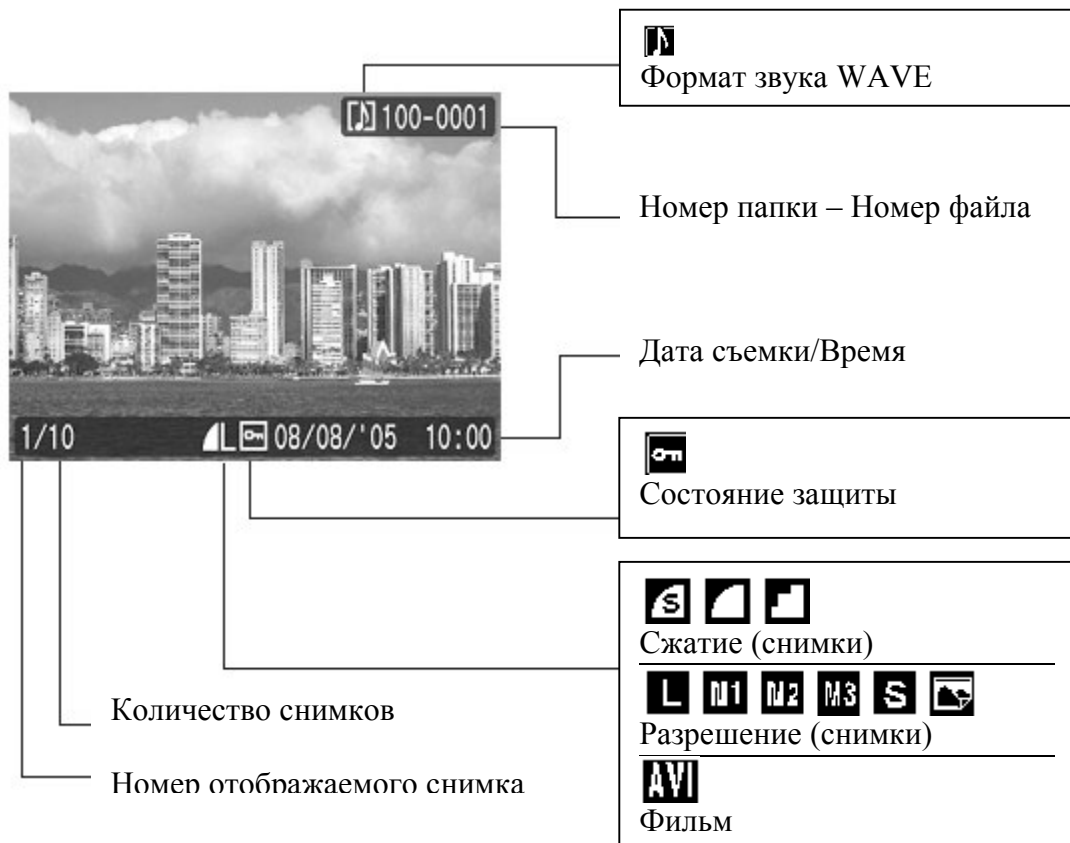 Формат звука WAVE
100-0001
Номер папки – Номер файла
Дата съемки/Время
1/10 L 08/08/'05 10:00
Состояние защиты
S
Сжатие (снимки)
L M1 M2 M3 S
Разрешение (снимки)
AVI
Фильм
Количество снимков
Номер отображаемого снимка